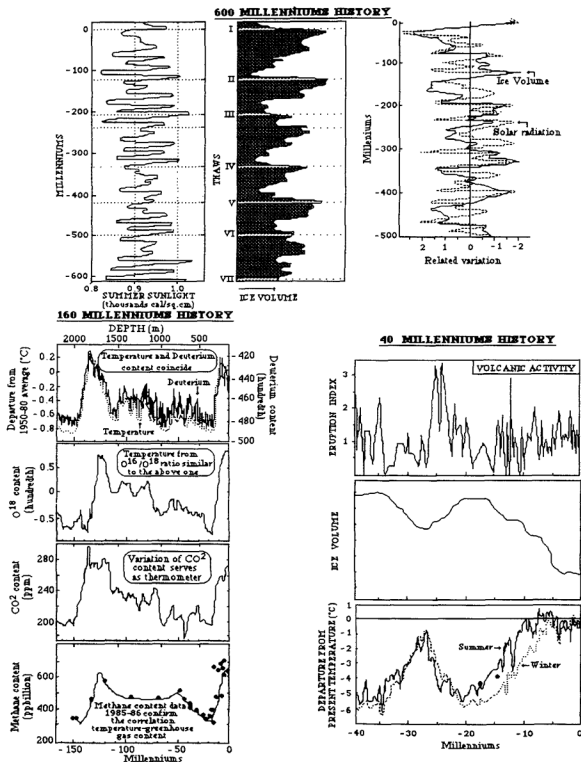 600 MILLENNIUMS HISTORY
0
-100
-200
-300
-400
-500
-600
MILLENNIUMS
0.8
0.9
1.0
SUMMER SUNLIGHT
(thousands cal/sq.cm)
I
II
III
IV
V
VI
VII
THAWS
ICE VOLUME
0
-100
-200
-300
-400
-500
Milleniums
Ice Volume
Solar radiation
2
1
0
-1
-2
Related variation
160 MILLENNIUMS HISTORY
DEPTH (m)
2000
1500
1000
500
0.2
0
-0.2
-0.4
-0.6
-0.8
Departure from
1950-80 average (°C)
Temperature and Deuterium
content coincide
Deuterium
Temperature
420
440
460
480
500
Deuterium content
(hundredth)
0.5
0.0
-0.5
O18 content
(hundredth)
Temperature from
O16/O18 ratio similar
to the above one
280
240
200
CO2 content
(ppm)
Variation of CO2
content serves
as thermometer
600
400
200
Methane content
(ppbillion)
Methane content data
1985-86 confirm
the correlation
temperature-greenhouse
gas content
-150
-100
-50
0
Millenniums
40 MILLENNIUMS HISTORY
3
2
1
ERUPTION INDEX
VOLCANIC ACTIVITY
ICE VOLUME
1
0
-1
-2
-3
-4
-5
-6
DEPARTURE FROM
PRESENT TEMPERATURE (°C)
Summer
Winter
-40
-30
-20
-10
0
Millenniums